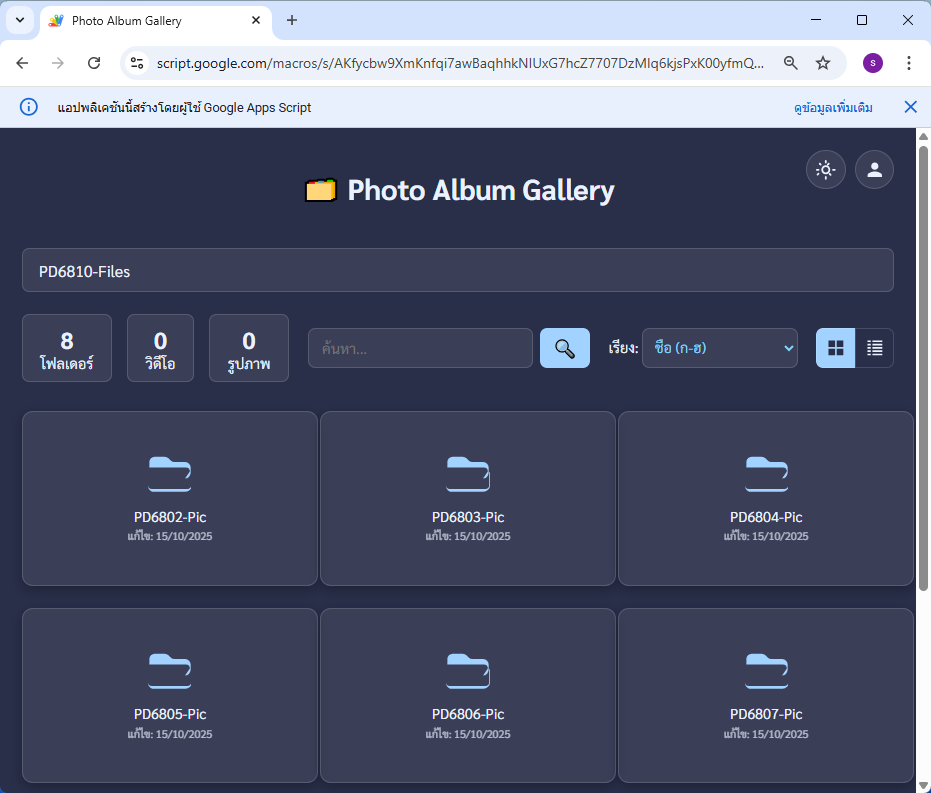 Photo Album Gallery
script.google.com/macros/s/AKfycbw9XmKnfqi7awBaqhhkNIUxG7hcZ7707DzMIq6kjsPxK00yfmQ...
S
แอปพลิเคชันนี้สร้างโดยผู้ใช้ Google Apps Script
ดูข้อมูลเพิ่มเติม
Photo Album Gallery
PD6810-Files
8
โฟลเดอร์
0
วิดีโอ
0
รูปภาพ
ค้นหา...
เรียง:
ชื่อ (ก-ฮ)
PD6802-Pic
แก้ไข: 15/10/2025
PD6803-Pic
แก้ไข: 15/10/2025
PD6804-Pic
แก้ไข: 15/10/2025
PD6805-Pic
แก้ไข: 15/10/2025
PD6806-Pic
แก้ไข: 15/10/2025
PD6807-Pic
แก้ไข: 15/10/2025